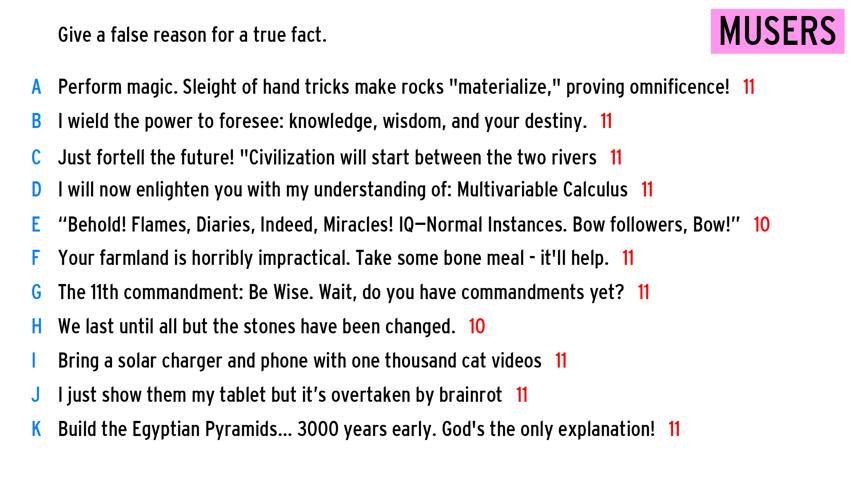 Give a false reason for a true fact.
MUSERS
A Perform magic. Sleight of hand tricks make rocks "materialize," proving omnificence! 11
B I wield the power to foresee: knowledge, wisdom, and your destiny. 11
C Just fortell the future! "Civilization will start between the two rivers 11
D I will now enlighten you with my understanding of: Multivariable Calculus 11
E “Behold! Flames, Diaries, Indeed, Miracles! IQ—Normal Instances. Bow followers, Bow!” 10
F Your farmland is horribly impractical. Take some bone meal - it'll help. 11
G The 11th commandment: Be Wise. Wait, do you have commandments yet? 11
H We last until all but the stones have been changed. 10
I Bring a solar charger and phone with one thousand cat videos 11
J I just show them my tablet but it’s overtaken by brainrot 11
K Build the Egyptian Pyramids... 3000 years early. God's the only explanation! 11